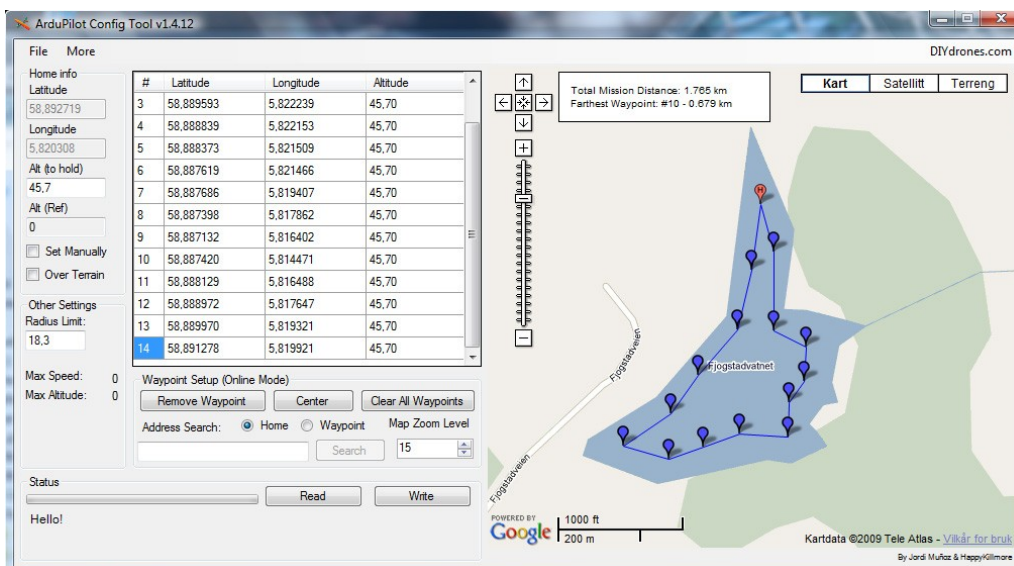 ArduPilot Config Tool v1.4.12
File More
DIYdrones.com
Home info
Latitude
58,892719
Longitude
5,820308
Alt (to hold)
45,7
Alt (Ref)
0
Set Manually
Over Terrain
Other Settings
Radius Limit:
18,3
Max Speed: 0
Max Altitude: 0
# Latitude Longitude Altitude
3 58,889593 5,822239 45,70
4 58,888839 5,822153 45,70
5 58,888373 5,821509 45,70
6 58,887619 5,821466 45,70
7 58,887686 5,819407 45,70
8 58,887398 5,817862 45,70
9 58,887132 5,816402 45,70
10 58,887420 5,814471 45,70
11 58,888129 5,816488 45,70
12 58,888972 5,817647 45,70
13 58,889970 5,819321 45,70
14 58,891278 5,819921 45,70
Waypoint Setup (Online Mode)
Remove Waypoint Center Clear All Waypoints
Address Search: Home Waypoint Map Zoom Level
Search 15
Status
Read Write
Hello!
Total Mission Distance: 1.765 km
Farthest Waypoint: #10 - 0.679 km
Kart Satellitt Terreng
H
Fjogstadveien
Fjogstadvatnet
Fjogstadveien
POWERED BY
Google
1000 ft
200 m
Kartdata ©2009 Tele Atlas - Vilkår for bruk
By Jordi Muñoz & HappyKillmore